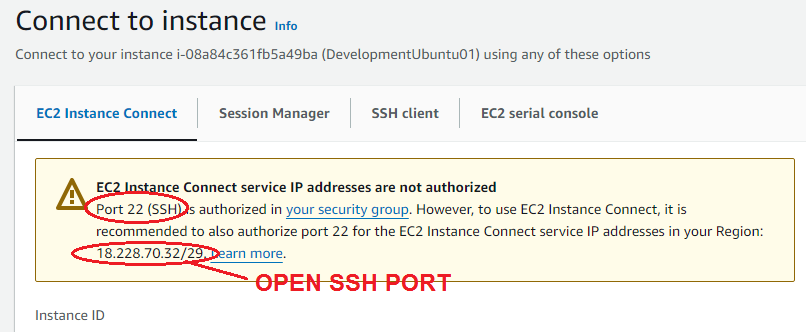 Connect to instance Info
Connect to your instance i-08a84c361fb5a49ba (DevelopmentUbuntu01) using any of these options
EC2 Instance Connect Session Manager SSH client EC2 serial console
EC2 Instance Connect service IP addresses are not authorized
Port 22 (SSH) is authorized in your security group. However, to use EC2 Instance Connect, it is
recommended to also authorize port 22 for the EC2 Instance Connect service IP addresses in your Region:
18.228.70.32/29. Learn more.
OPEN SSH PORT
Instance ID